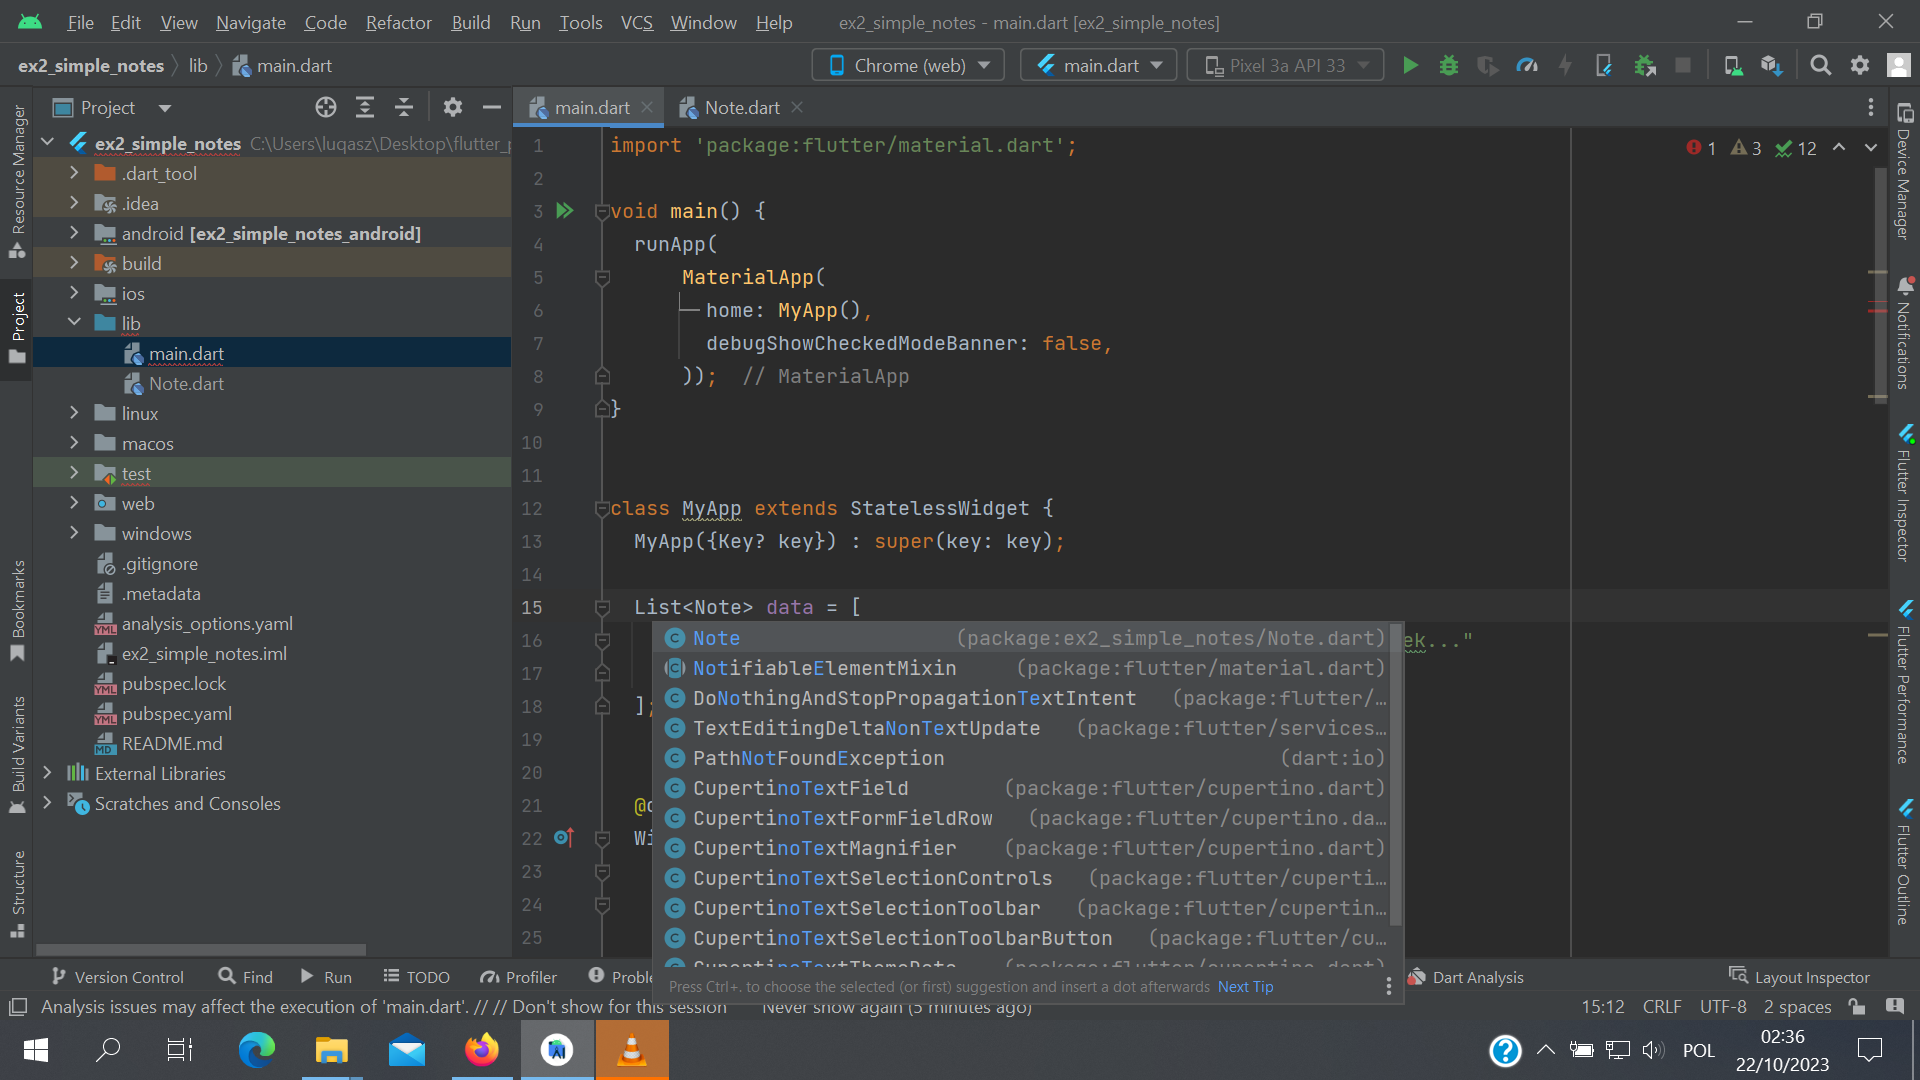 File Edit View Navigate Code Refactor Build Run Tools VCS Window Help ex2_simple_notes - main.dart [ex2_simple_notes]
ex2_simple_notes lib main.dart Chrome (web) main.dart Pixel 3a API 33
Project
main.dart
Note.dart
Resource Manager
Project
Bookmarks
Build Variants
Structure
ex2_simple_notes C:\Users\luqasz\Desktop\flutter_p
.dart_tool
.idea
android [ex2_simple_notes_android]
build
ios
lib
main.dart
Note.dart
linux
macos
test
web
windows
.gitignore
.metadata
analysis_options.yaml
ex2_simple_notes.iml
pubspec.lock
pubspec.yaml
README.md
External Libraries
Scratches and Consoles
1 import 'package:flutter/material.dart';
1 3 12
2
3 void main() {
4 runApp(
5 MaterialApp(
6 home: MyApp(),
7 debugShowCheckedModeBanner: false,
8 )); // MaterialApp
9 }
10
11
12 class MyApp extends StatelessWidget {
13 MyApp({Key? key}) : super(key: key);
14
15 List<Note> data = [
16 ek..."
17
18 ];
19
20
21 @
22 Wi
23
24
25
Note (package:ex2_simple_notes/Note.dart)
NotifiableElementMixin (package:flutter/material.dart)
DoNothingAndStopPropagationTextIntent (package:flutter/…
TextEditingDeltaNonTextUpdate (package:flutter/services…
PathNotFoundException (dart:io)
CupertinoTextField (package:flutter/cupertino.dart)
CupertinoTextFormFieldRow (package:flutter/cupertino.da…
CupertinoTextMagnifier (package:flutter/cupertino.dart)
CupertinoTextSelectionControls (package:flutter/cuperti…
CupertinoTextSelectionToolbar (package:flutter/cupertin…
CupertinoTextSelectionToolbarButton (package:flutter/cu…
CupertinoTextThemeData (package:flutter/cupertino.dart)
Press Ctrl+. to choose the selected (or first) suggestion and insert a dot afterwards Next Tip
Device Manager
Notifications
Flutter Inspector
Flutter Performance
Flutter Outline
Version Control Find Run TODO Profiler Proble Dart Analysis Layout Inspector
Analysis issues may affect the execution of 'main.dart'. // // Don't show for this session Never show again (5 minutes ago) 15:12 CRLF UTF-8 2 spaces
POL
02:36
22/10/2023